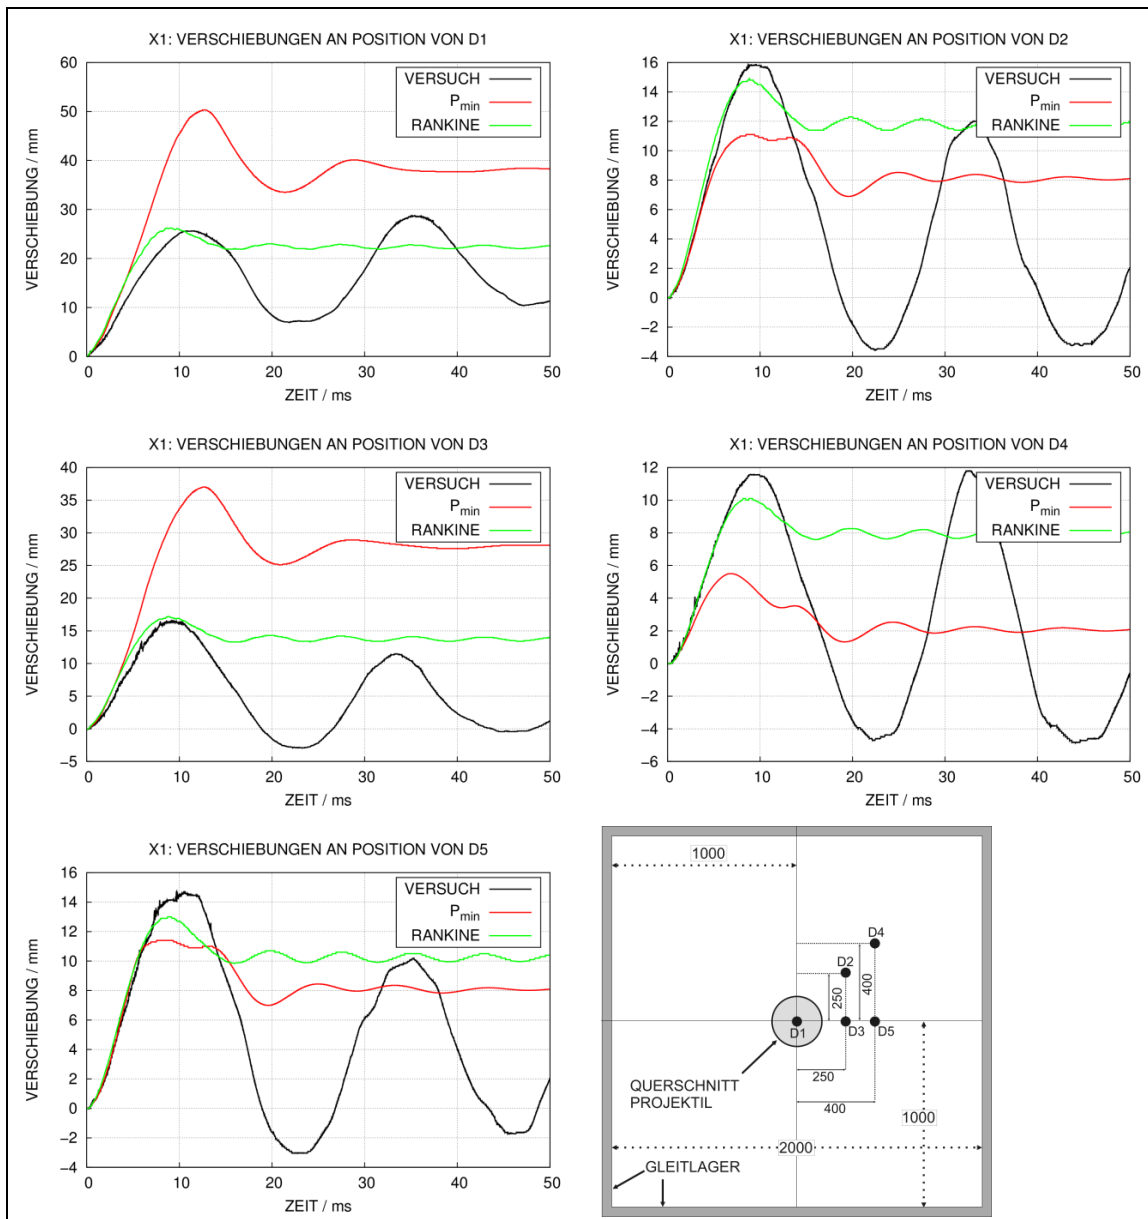 X1: VERSCHIEBUNGEN AN POSITION VON D1
VERSCHIEBUNG / mm
60
50
40
30
20
10
0
0 10 20 30 40 50
ZEIT / ms
VERSUCH
Pmin
RANKINE
X1: VERSCHIEBUNGEN AN POSITION VON D2
VERSCHIEBUNG / mm
16
14
12
10
8
6
4
2
0
−2
−4
0 10 20 30 40 50
ZEIT / ms
VERSUCH
Pmin
RANKINE
X1: VERSCHIEBUNGEN AN POSITION VON D3
VERSCHIEBUNG / mm
40
35
30
25
20
15
10
5
0
−5
0 10 20 30 40 50
ZEIT / ms
VERSUCH
Pmin
RANKINE
X1: VERSCHIEBUNGEN AN POSITION VON D4
VERSCHIEBUNG / mm
12
10
8
6
4
2
0
−2
−4
−6
0 10 20 30 40 50
ZEIT / ms
VERSUCH
Pmin
RANKINE
X1: VERSCHIEBUNGEN AN POSITION VON D5
VERSCHIEBUNG / mm
16
14
12
10
8
6
4
2
0
−2
−4
0 10 20 30 40 50
ZEIT / ms
VERSUCH
Pmin
RANKINE
1000
D4
D2
400
250
D1
D3
D5
250
QUERSCHNITT
PROJEKTIL
400
1000
2000
GLEITLAGER